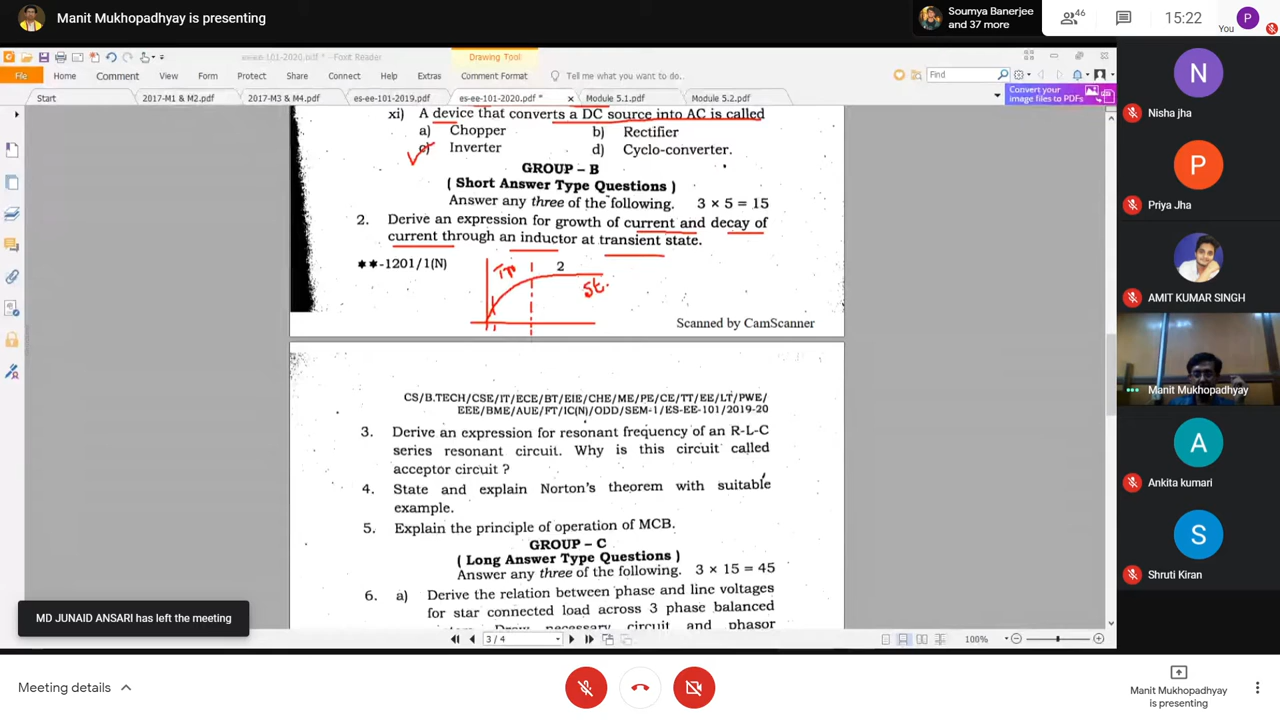 Manit Mukhopadhyay is presenting
Soumya Banerjee
and 37 more
46
15:22
You
P
es-ee-101-2020.pdf * - Foxit Reader
Drawing Tool
File
Home
Comment
View
Form
Protect
Share
Connect
Help
Extras
Comment Format
Tell me what you want to do..
Find
Start
2017-M1 & M2.pdf
2017-M3 & M4.pdf
es-ee-101-2019.pdf
es-ee-101-2020.pdf *
Module 5.1.pdf
Module 5.2.pdf
Convert your
image files to PDFs
xi) A device that converts a DC source into AC is called
a) Chopper b) Rectifier
c) Inverter d) Cyclo-converter.
GROUP – B
( Short Answer Type Questions )
Answer any three of the following. 3 × 5 = 15
2. Derive an expression for growth of current and decay of
current through an inductor at transient state.
✱✱-1201/1(N) 2
Tr
St.
Scanned by CamScanner
CS/B.TECH/CSE/IT/ECE/BT/EIE/CHE/ME/PE/CE/TT/EE/LT/PWE/
EEE/BME/AUE/FT/IC(N)/ODD/SEM-1/ES-EE-101/2019-20
3. Derive an expression for resonant frequency of an R-L-C
series resonant circuit. Why is this circuit called
acceptor circuit ?
4. State and explain Norton's theorem with suitable
example.
5. Explain the principle of operation of MCB.
GROUP – C
( Long Answer Type Questions )
Answer any three of the following. 3 × 15 = 45
6. a) Derive the relation between phase and line voltages
for star connected load across 3 phase balanced
circuit and phasor
3 / 4
100%
N
Nisha jha
P
Priya Jha
AMIT KUMAR SINGH
Manit Mukhopadhyay
A
Ankita kumari
S
Shruti Kiran
MD JUNAID ANSARI has left the meeting
Meeting details
Manit Mukhopadhyay
is presenting